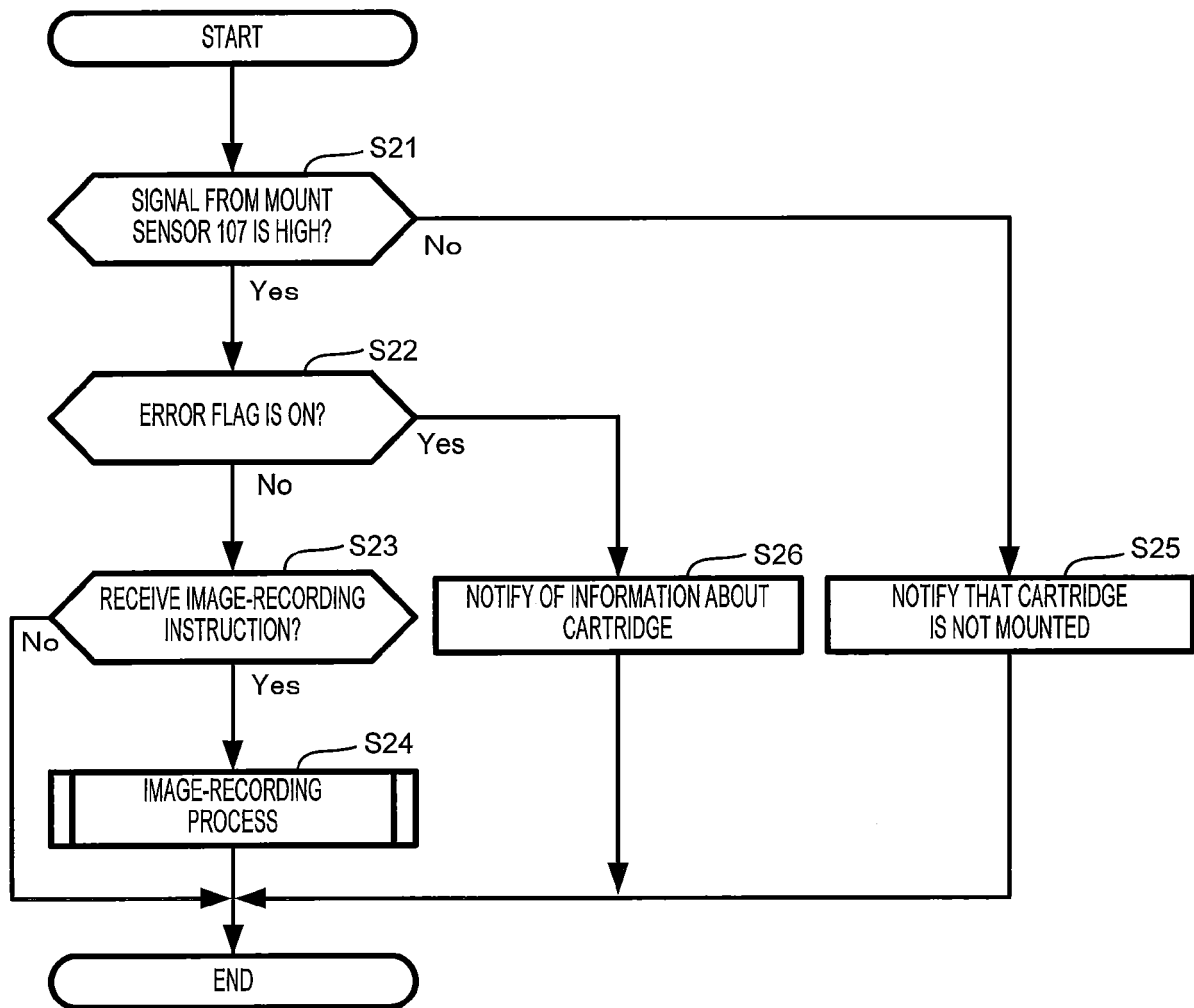 START
S21
SIGNAL FROM MOUNT
SENSOR 107 IS HIGH?
No
Yes
S22
ERROR FLAG IS ON?
Yes
No
S23
RECEIVE IMAGE-RECORDING
INSTRUCTION?
No
Yes
S26
NOTIFY OF INFORMATION ABOUT
CARTRIDGE
S25
NOTIFY THAT CARTRIDGE
IS NOT MOUNTED
S24
IMAGE-RECORDING
PROCESS
END